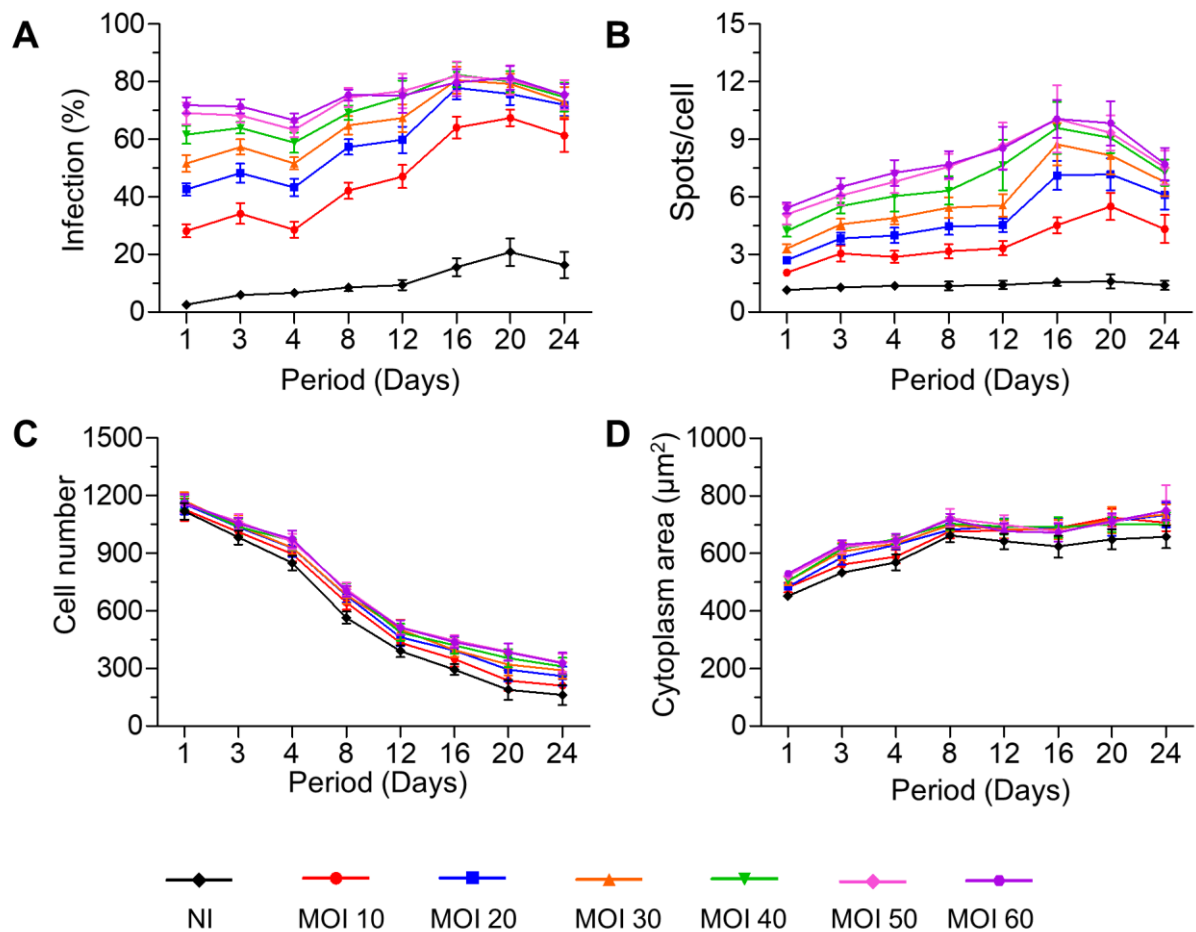 A
Infection (%)
100
80
60
40
20
0
1 3 4 8 12 16 20 24
Period (Days)
B
Spots/cell
15
12
9
6
3
0
1 3 4 8 12 16 20 24
Period (Days)
C
Cell number
1500
1200
900
600
300
0
1 3 4 8 12 16 20 24
Period (Days)
D
Cytoplasm area (µm²)
1000
800
600
400
200
0
1 3 4 8 12 16 20 24
Period (Days)
NI MOI 10 MOI 20 MOI 30 MOI 40 MOI 50 MOI 60